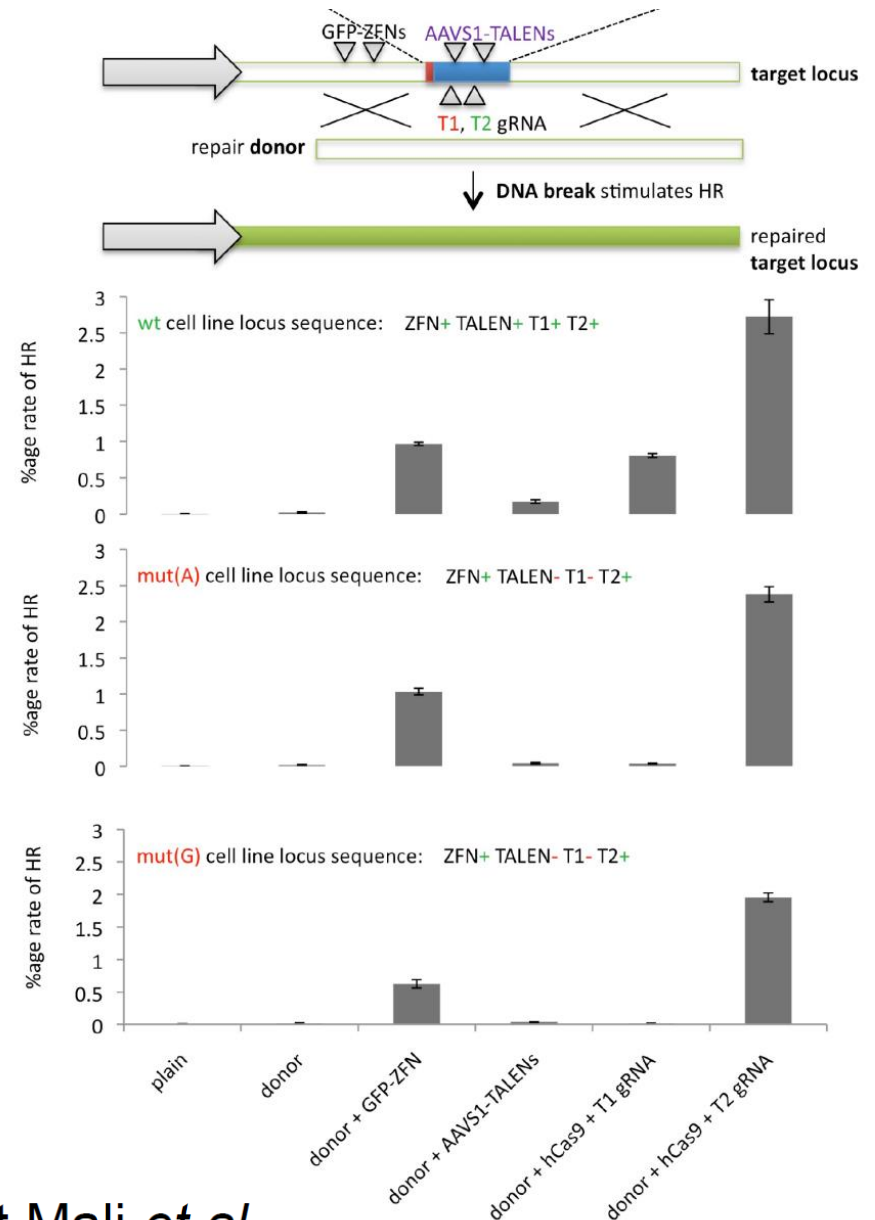 GFP-ZFNs AAVS1-TALENs
target locus
T1, T2 gRNA
repair donor
DNA break stimulates HR
repaired
target locus
3
2.5
2
1.5
1
0.5
0
%age rate of HR
wt cell line locus sequence: ZFN+ TALEN+ T1+ T2+
3
2.5
2
1.5
1
0.5
0
%age rate of HR
mut(A) cell line locus sequence: ZFN+ TALEN- T1- T2+
3
2.5
2
1.5
1
0.5
0
%age rate of HR
mut(G) cell line locus sequence: ZFN+ TALEN- T1- T2+
plain
donor
donor + GFP-ZFN
donor + AAVS1-TALENs
donor + hCas9 + T1 gRNA
donor + hCas9 + T2 gRNA
Mali et al